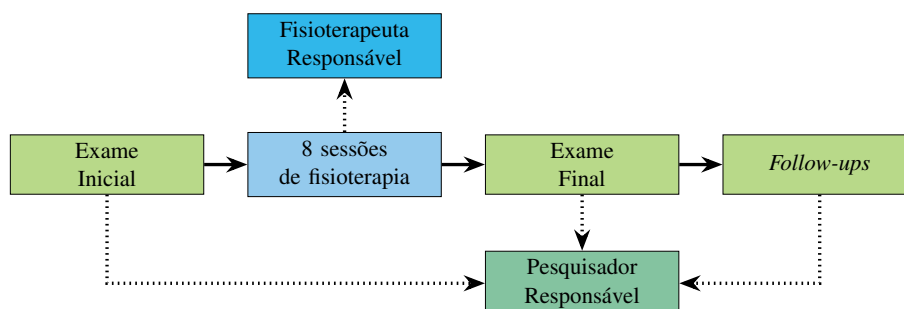 Fisioterapeuta
Responsável
Exame
Inicial
8 sessões
de fisioterapia
Exame
Final
Follow-ups
Pesquisador
Responsável